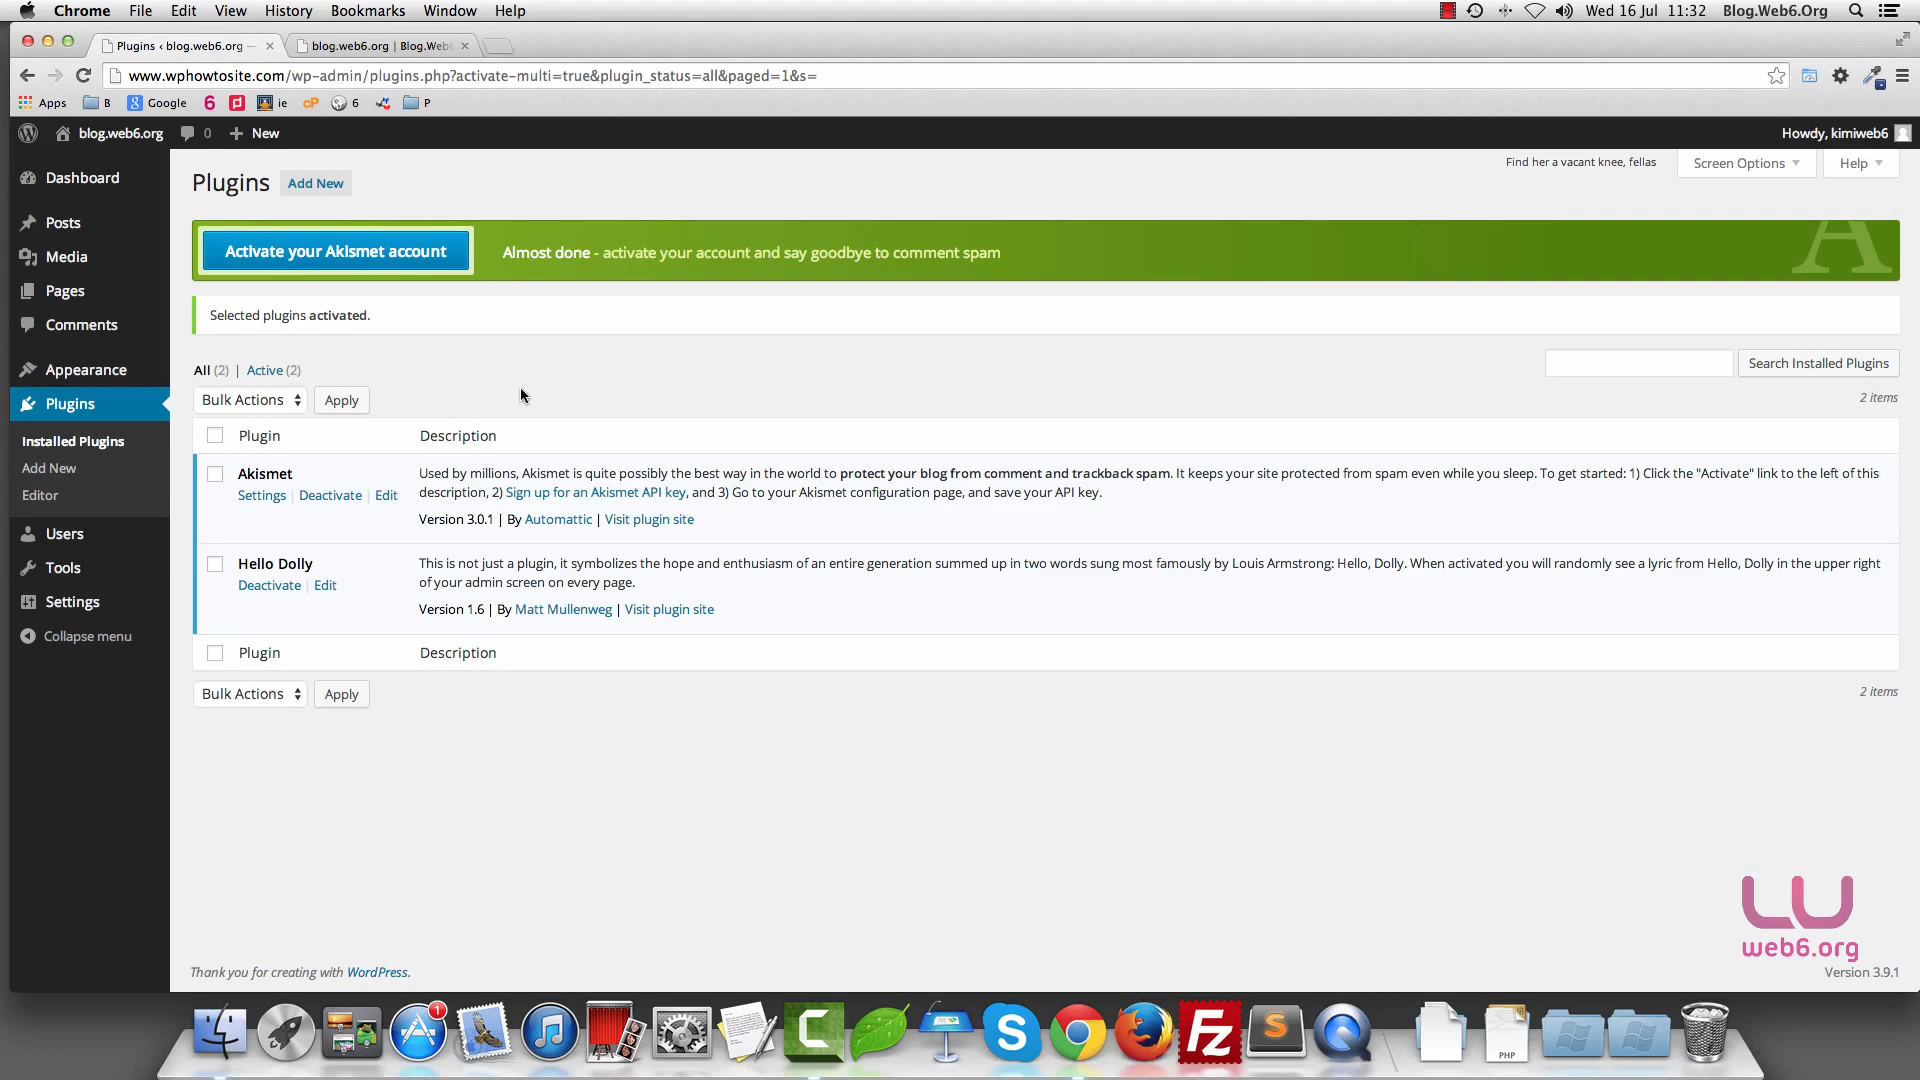 Chrome File Edit View History Bookmarks Window Help Wed 16 Jul 11:32 Blog.Web6.Org
Plugins ‹ blog.web6.org — blog.web6.org | Blog.Web6
www.wphowtosite.com/wp-admin/plugins.php?activate-multi=true&plugin_status=all&paged=1&s=
Apps B Google ie cP 6 P
blog.web6.org 0 + New Howdy, kimiweb6
Find her a vacant knee, fellas Screen Options Help
Plugins Add New
Activate your Akismet account Almost done - activate your account and say goodbye to comment spam
Selected plugins activated.
Dashboard
Posts
Media
Pages
Comments
Appearance
Plugins
Installed Plugins
Add New
Editor
Users
Tools
Settings
Collapse menu
All (2) | Active (2)
Search Installed Plugins
Bulk Actions Apply 2 items
Plugin Description
Akismet
Settings | Deactivate | Edit
Used by millions, Akismet is quite possibly the best way in the world to protect your blog from comment and trackback spam. It keeps your site protected from spam even while you sleep. To get started: 1) Click the "Activate" link to the left of this
description, 2) Sign up for an Akismet API key, and 3) Go to your Akismet configuration page, and save your API key.
Version 3.0.1 | By Automattic | Visit plugin site
Hello Dolly
Deactivate | Edit
This is not just a plugin, it symbolizes the hope and enthusiasm of an entire generation summed up in two words sung most famously by Louis Armstrong: Hello, Dolly. When activated you will randomly see a lyric from Hello, Dolly in the upper right
of your admin screen on every page.
Version 1.6 | By Matt Mullenweg | Visit plugin site
Plugin Description
Bulk Actions Apply 2 items
web6.org
Thank you for creating with WordPress. Version 3.9.1
1
PHP